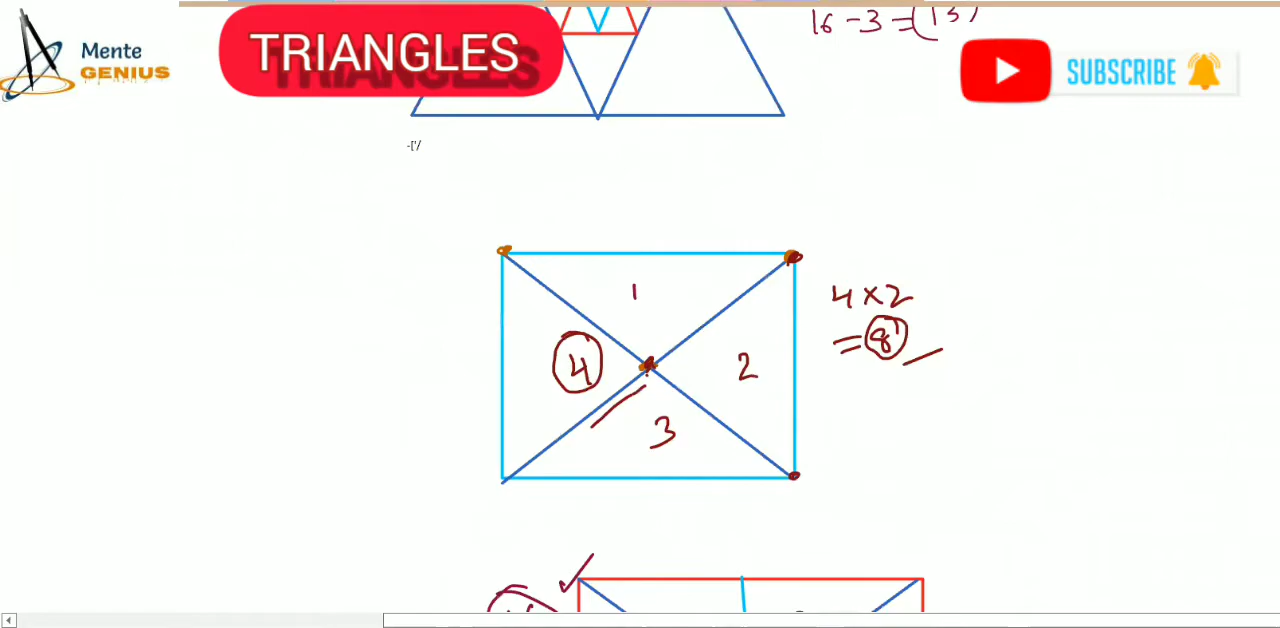 Mente
GENIUS
TRIANGLES
16-3=(13)
SUBSCRIBE
-['/
1
4×2
=8
4
2
3